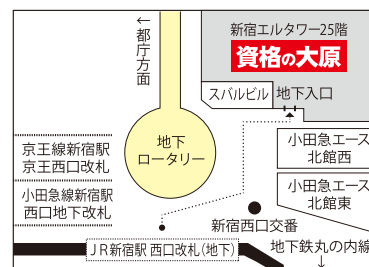 ←都庁方面
新宿エルタワー25階
資格の大原
スバルビル
地下入口
地下
ロータリー
京王線新宿駅
京王西口改札
小田急エース
北館西
小田急線新宿駅
西口地下改札
小田急エース
北館東
新宿西口交番
JR新宿駅 西口改札(地下)
地下鉄丸の内線
↓